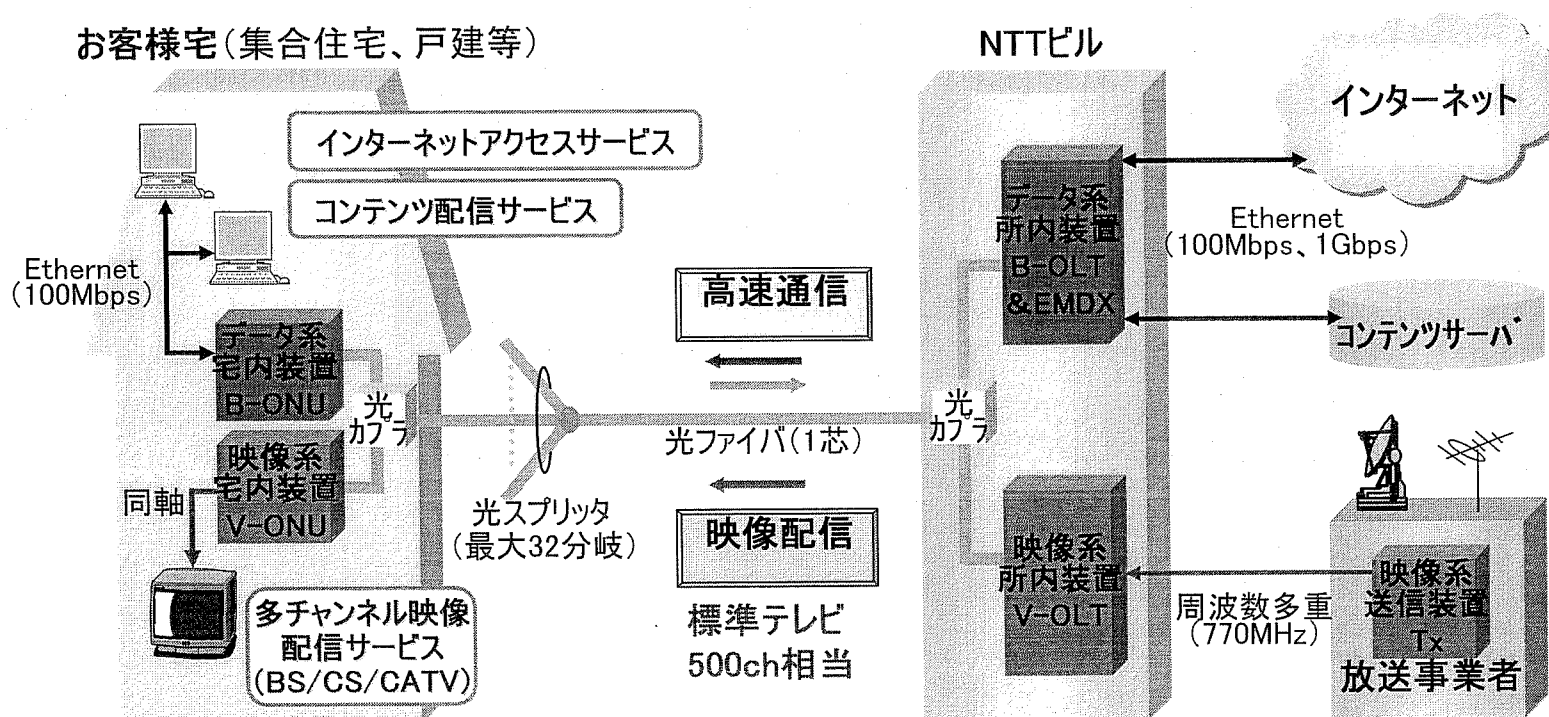 お客様宅(集合住宅、戸建等)
NTTビル
インターネット
インターネットアクセスサービス
コンテンツ配信サービス
Ethernet
(100Mbps)
データ系
宅内装置
B-ONU
光
カプラ
映像系
宅内装置
V-ONU
同軸
多チャンネル映像
配信サービス
(BS/CS/CATV)
光スプリッタ
(最大32分岐)
高速通信
光ファイバ(1芯)
映像配信
標準テレビ
500ch相当
データ系
所内装置
B-OLT
&EMDX
光
カプラ
映像系
所内装置
V-OLT
Ethernet
(100Mbps、1Gbps)
コンテンツサーバ
周波数多重
(770MHz)
映像系
送信装置
Tx
放送事業者